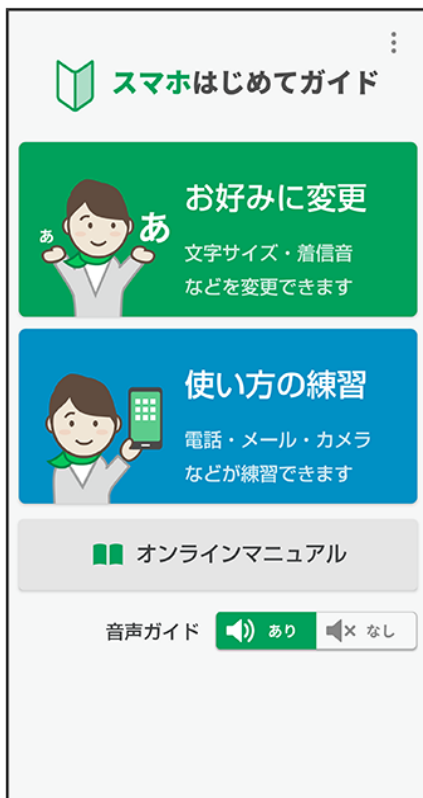 スマホはじめてガイド
お好みに変更
あ
あ
文字サイズ・着信音
などを変更できます
使い方の練習
電話・メール・カメラ
などが練習できます
オンラインマニュアル
音声ガイド あり なし